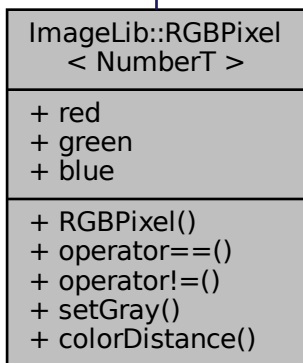 ImageLib::RGBPixel
< NumberT >
+ red
+ green
+ blue
+ RGBPixel()
+ operator==()
+ operator!=()
+ setGray()
+ colorDistance()